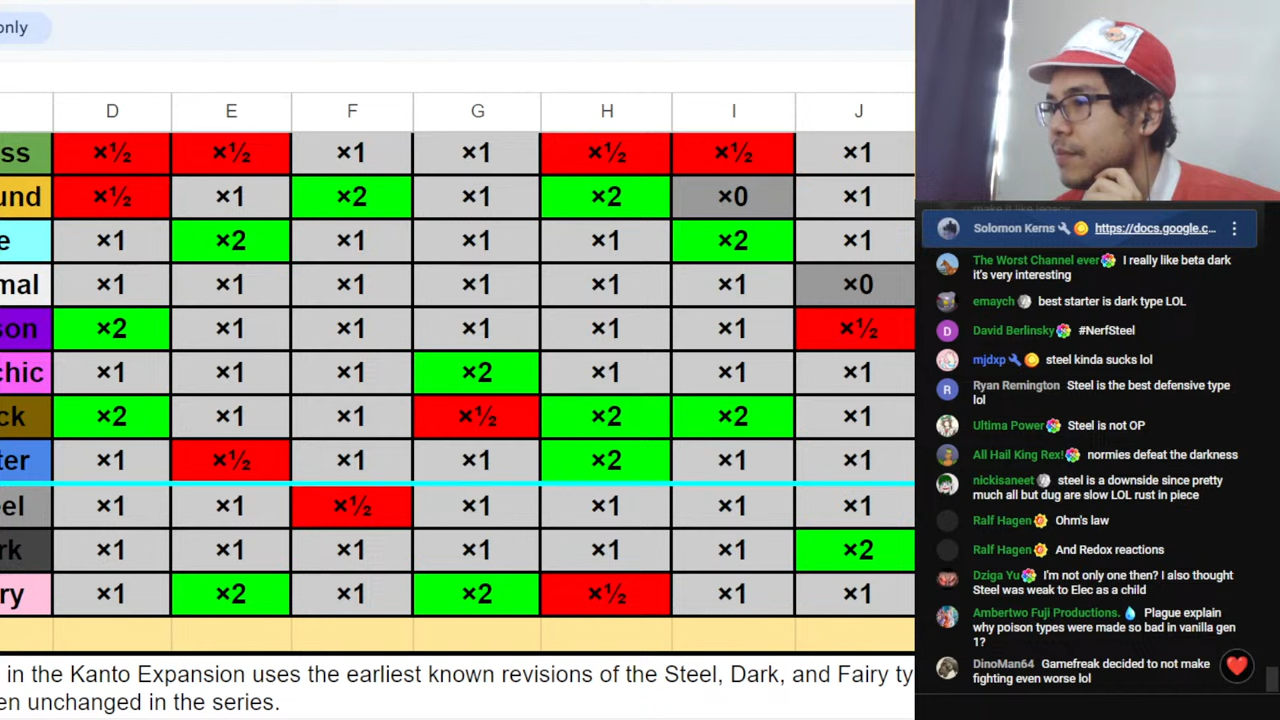 only
D E F G H I J
ss ×½ ×½ ×1 ×1 ×½ ×½ ×1
und ×½ ×1 ×2 ×1 ×2 ×0 ×1
e ×1 ×2 ×1 ×1 ×1 ×2 ×1
mal ×1 ×1 ×1 ×1 ×1 ×1 ×0
son ×2 ×1 ×1 ×1 ×1 ×1 ×½
chic ×1 ×1 ×1 ×2 ×1 ×1 ×1
ck ×2 ×1 ×1 ×½ ×2 ×2 ×1
ter ×1 ×½ ×1 ×1 ×2 ×1 ×1
eel ×1 ×1 ×½ ×1 ×1 ×1 ×1
rk ×1 ×1 ×1 ×1 ×1 ×1 ×2
ry ×1 ×2 ×1 ×2 ×½ ×1 ×1
in the Kanto Expansion uses the earliest known revisions of the Steel, Dark, and Fairy ty
en unchanged in the series.
make it like legacy
Solomon Kerns https://docs.google.c...
The Worst Channel ever I really like beta dark
it's very interesting
emaych best starter is dark type LOL
D David Berlinsky #NerfSteel
mjdxp steel kinda sucks lol
R Ryan Remington Steel is the best defensive type
lol
Ultima Power Steel is not OP
All Hail King Rex! normies defeat the darkness
nickisaneet steel is a downside since pretty
much all but dug are slow LOL rust in piece
Ralf Hagen Ohm's law
Ralf Hagen And Redox reactions
Dziga Yu I'm not only one then? I also thought
Steel was weak to Elec as a child
Ambertwo Fuji Productions. Plague explain
why poison types were made so bad in vanilla gen
1?
DinoMan64 Gamefreak decided to not make
fighting even worse lol